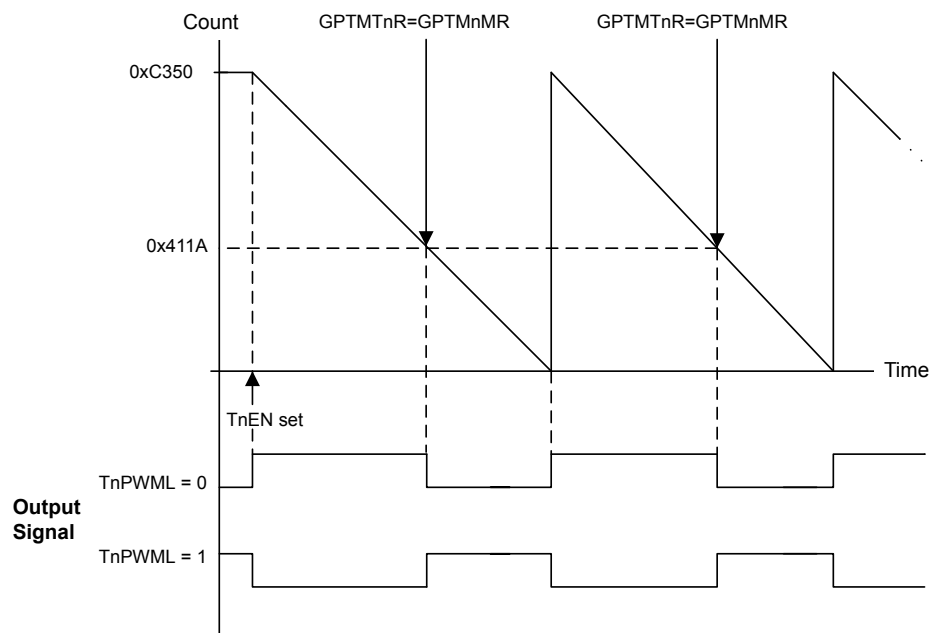 Count
GPTMTnR=GPTMnMR
GPTMTnR=GPTMnMR
0xC350
0x411A
Time
TnEN set
TnPWML = 0
Output
Signal
TnPWML = 1